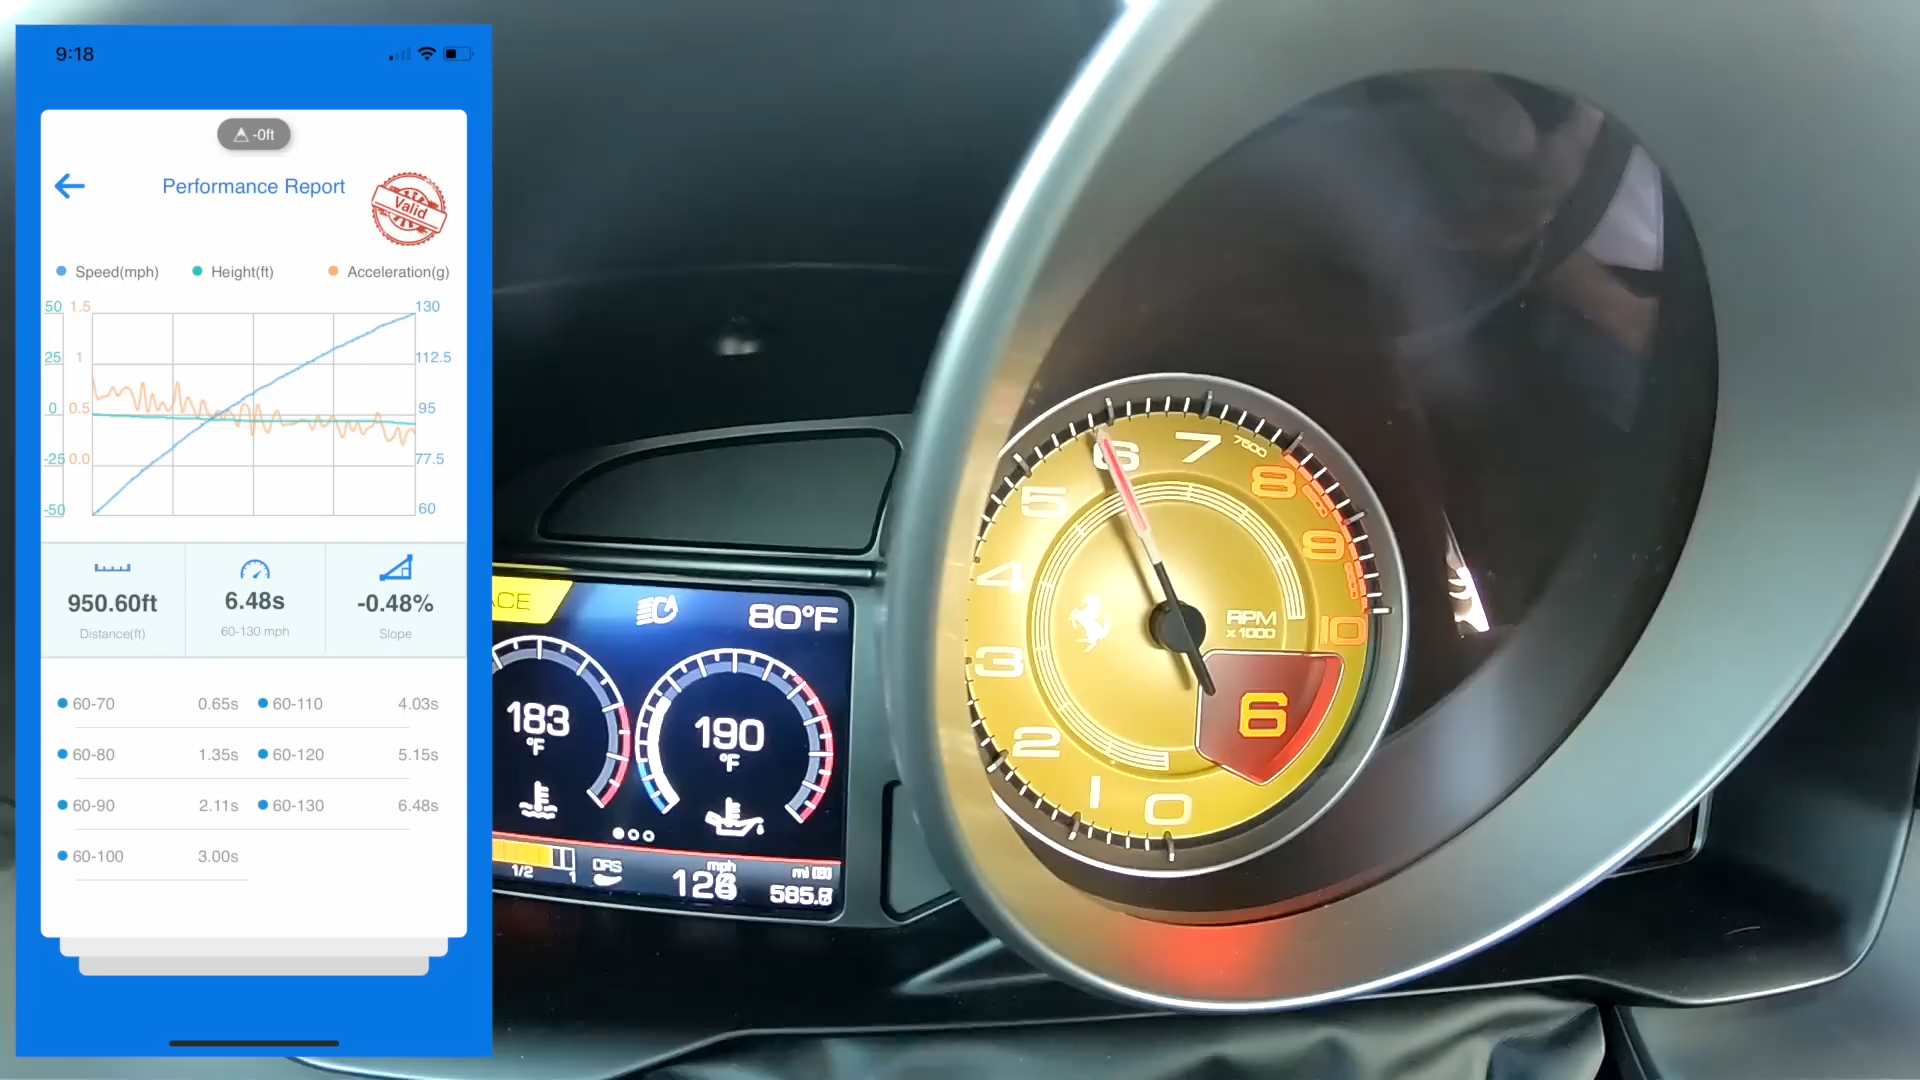 9:18
-0ft
Performance Report
Valid
Speed(mph) Height(ft) Acceleration(g)
50 1.5 130
25 1 112.5
0 0.5 95
-25 0.0 77.5
-50 60
950.60ft 6.48s -0.48%
Distance(ft) 60-130 mph Slope
60-70 0.65s 60-110 4.03s
60-80 1.35s 60-120 5.15s
60-90 2.11s 60-130 6.48s
60-100 3.00s
80°F
183
°F
190
°F
1/2 1
mph
mi
0
1
2
3
4
5
6
7
7500
8
9
10
RPM
x1000
6